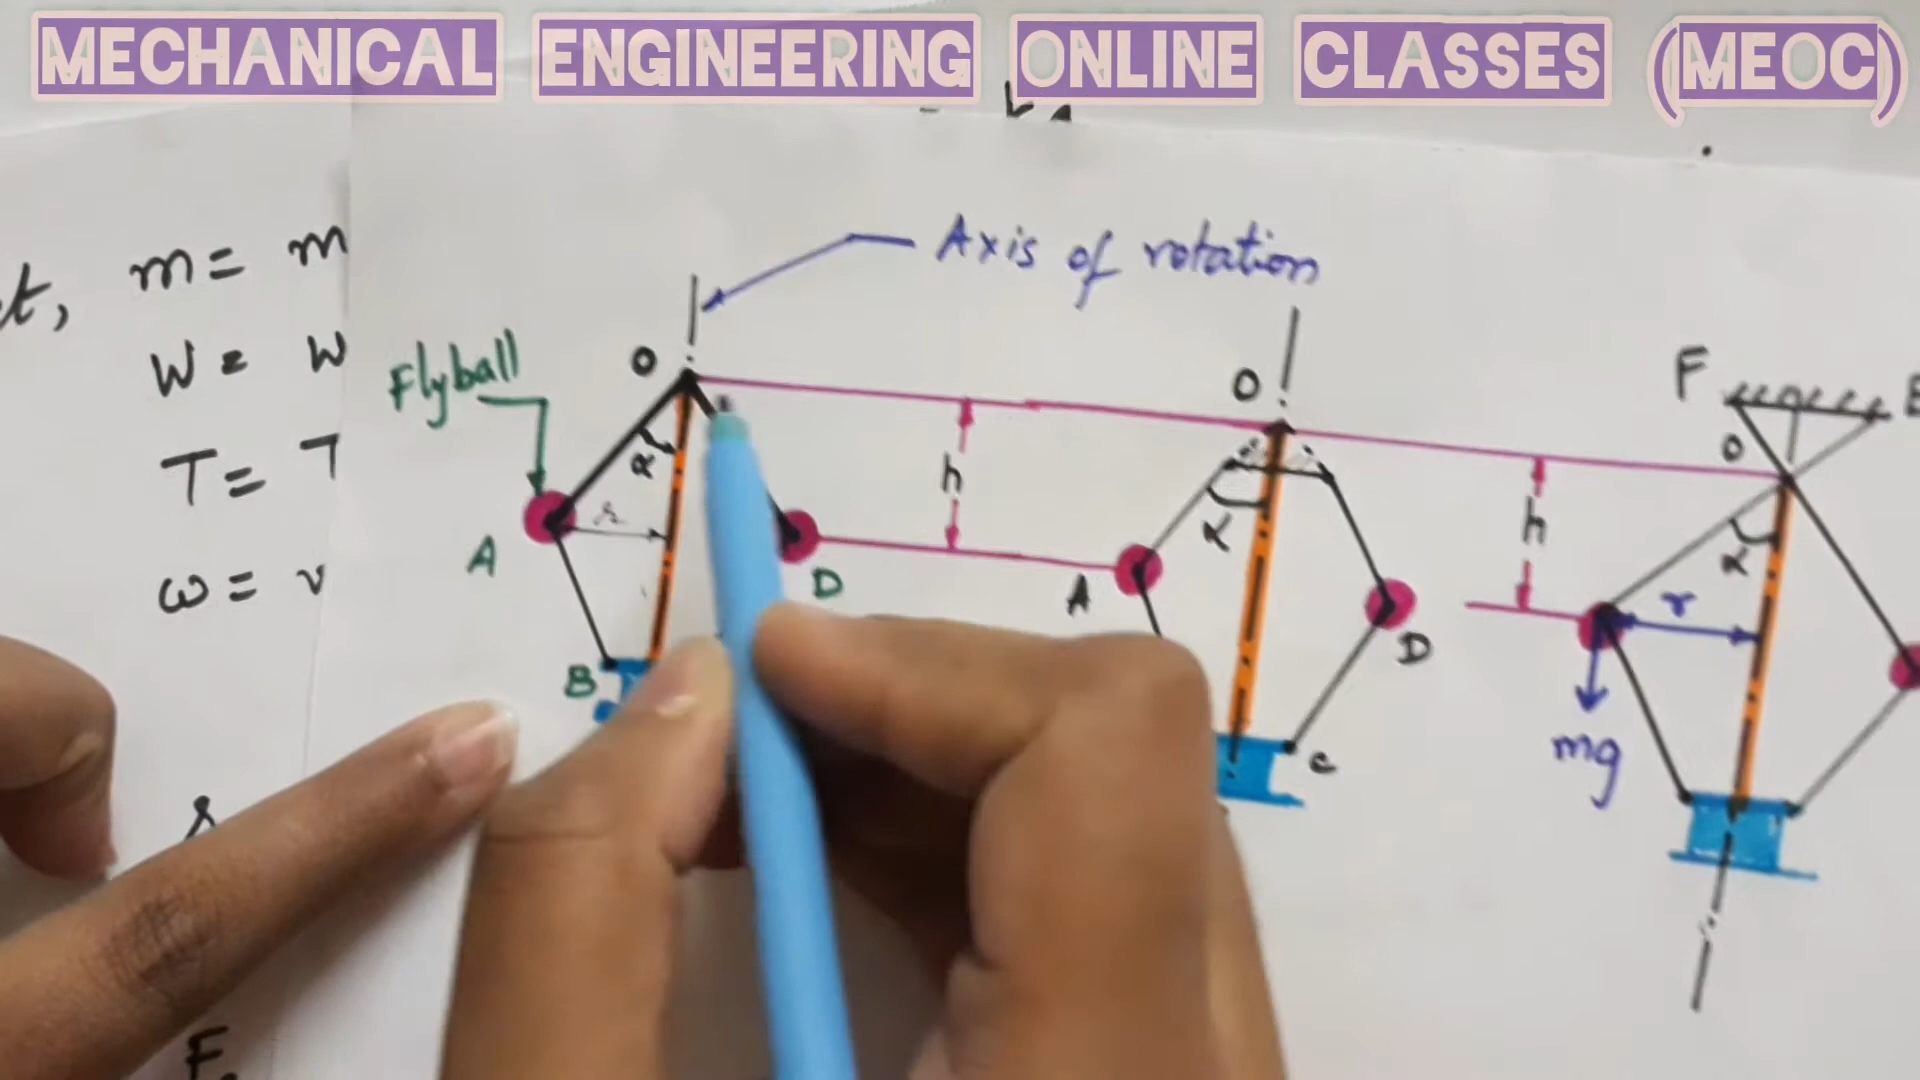 MECHANICAL ENGINEERING ONLINE CLASSES (MEOC)
Axis of rotation
t, m = m
W = W
T = T
ω =
Flyball
O
α
r
A
B
D
h
O
α
A
D
c
F
O
h
α
r
mg
F